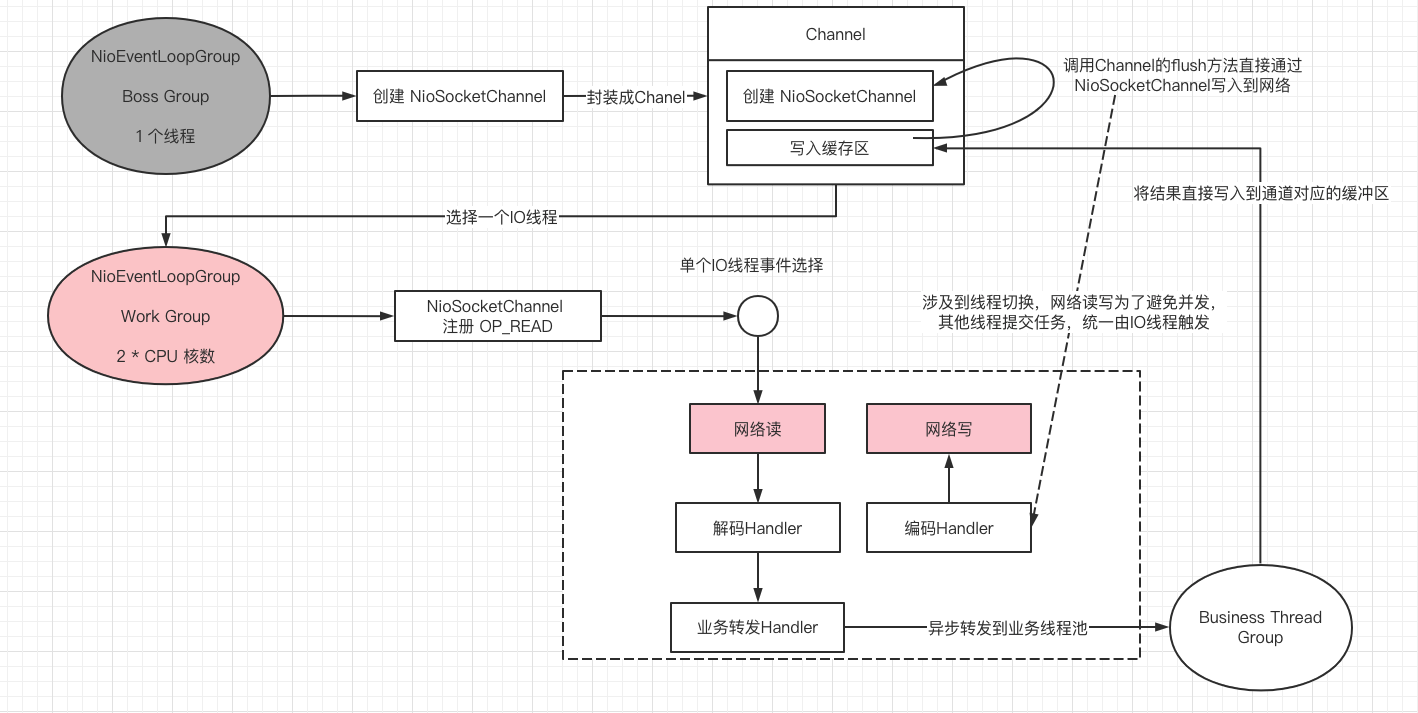 NioEventLoopGroup
Boss Group
1 个线程
创建 NioSocketChannel
封装成Chanel
Channel
创建 NioSocketChannel
写入缓存区
调用Channel的flush方法直接通过
NioSocketChannel写入到网络
将结果直接写入到通道对应的缓冲区
选择一个IO线程
NioEventLoopGroup
Work Group
2 * CPU 核数
NioSocketChannel
注册 OP_READ
单个IO线程事件选择
涉及到线程切换，网络读写为了避免并发，
其他线程提交任务，统一由IO线程触发
网络读
网络写
解码Handler
编码Handler
业务转发Handler
异步转发到业务线程池
Business Thread
Group